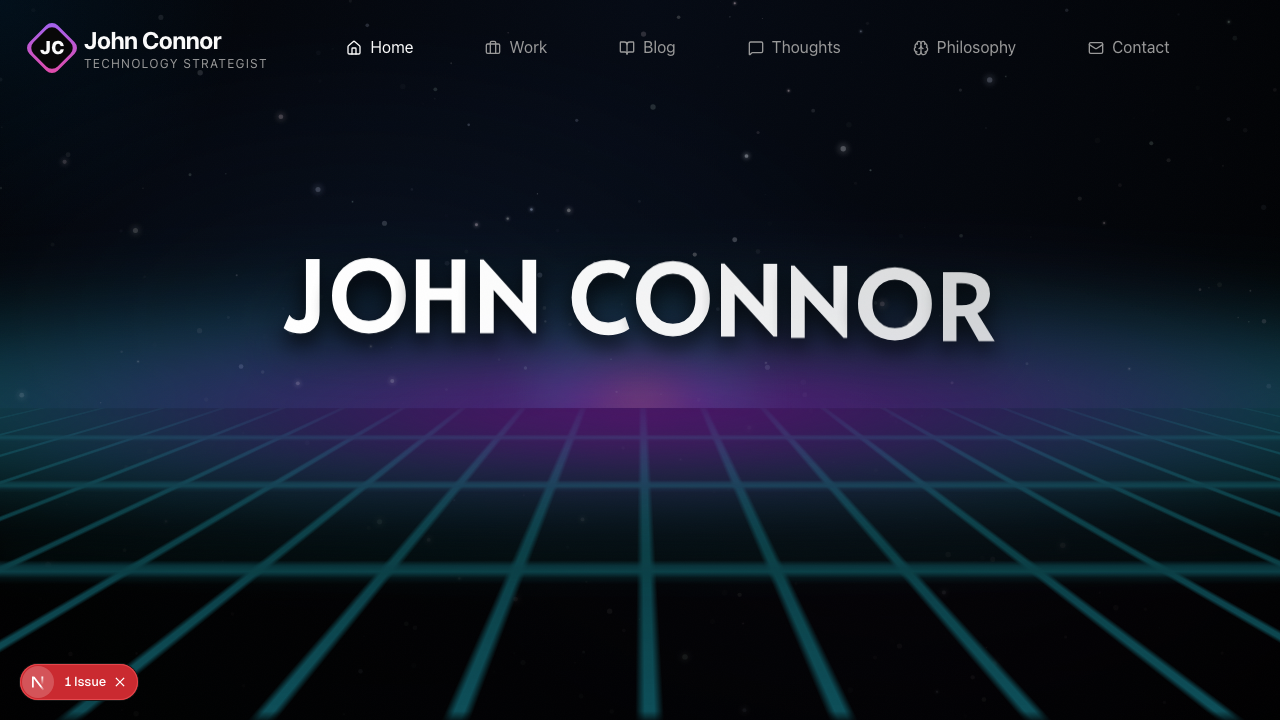 JC
John Connor
TECHNOLOGY STRATEGIST
Home
Work
Blog
Thoughts
Philosophy
Contact
JOHN CONNOR
N
1 Issue